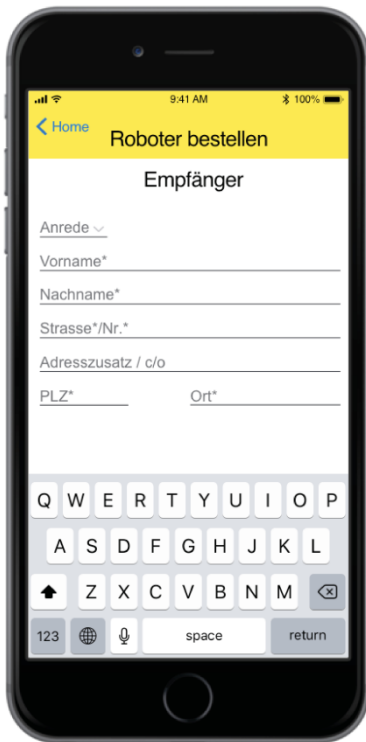 9:41 AM 100%
Home
Roboter bestellen
Empfänger
Anrede
Vorname*
Nachname*
Strasse*/Nr.*
Adresszusatz / c/o
PLZ* Ort*
Q W E R T Y U I O P
A S D F G H J K L
Z X C V B N M
123 space return